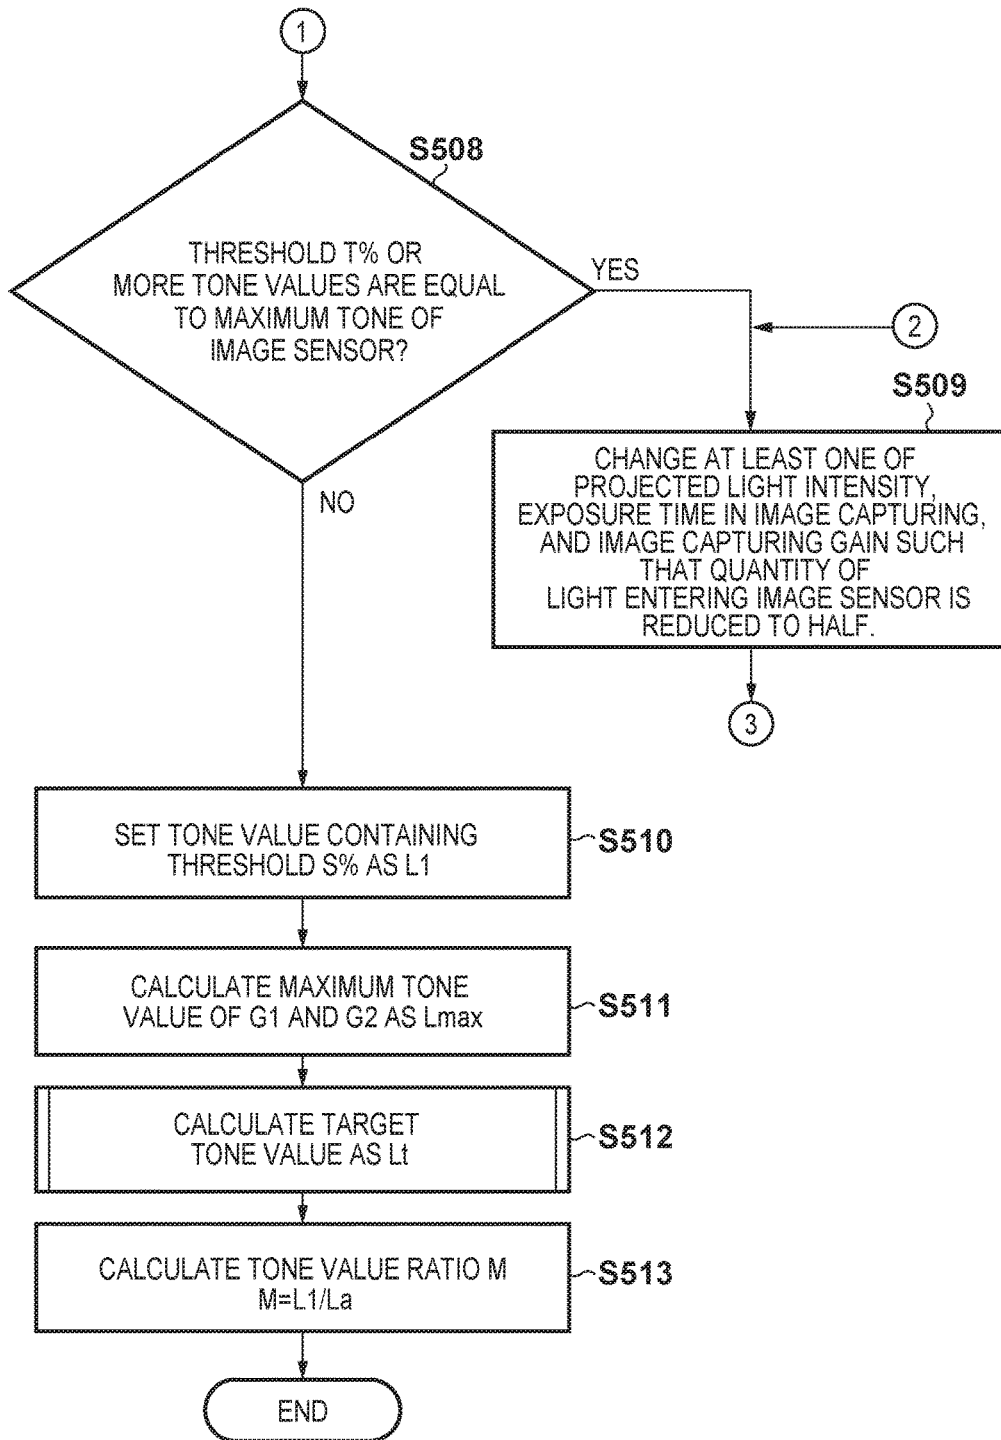 1
S508
THRESHOLD T% OR
MORE TONE VALUES ARE EQUAL
TO MAXIMUM TONE OF
IMAGE SENSOR?
YES
2
S509
CHANGE AT LEAST ONE OF
PROJECTED LIGHT INTENSITY,
EXPOSURE TIME IN IMAGE CAPTURING,
AND IMAGE CAPTURING GAIN SUCH
THAT QUANTITY OF
LIGHT ENTERING IMAGE SENSOR IS
REDUCED TO HALF.
NO
3
SET TONE VALUE CONTAINING
THRESHOLD S% AS L1
S510
CALCULATE MAXIMUM TONE
VALUE OF G1 AND G2 AS Lmax
S511
CALCULATE TARGET
TONE VALUE AS Lt
S512
CALCULATE TONE VALUE RATIO M
M=L1/La
S513
END